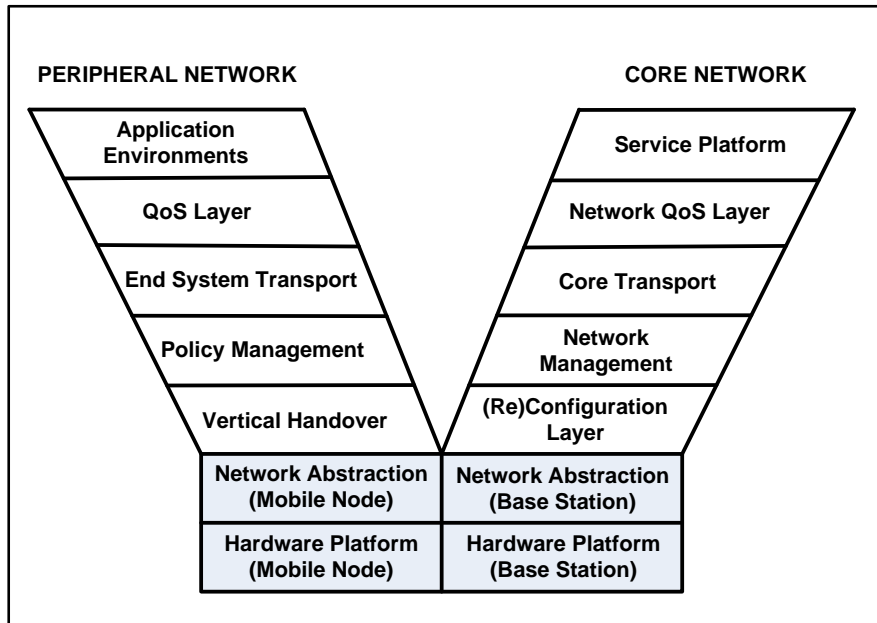 PERIPHERAL NETWORK
CORE NETWORK
Application
Environments
Service Platform
QoS Layer
Network QoS Layer
End System Transport
Core Transport
Policy Management
Network
Management
Vertical Handover
(Re)Configuration
Layer
Network Abstraction
(Mobile Node)
Network Abstraction
(Base Station)
Hardware Platform
(Mobile Node)
Hardware Platform
(Base Station)